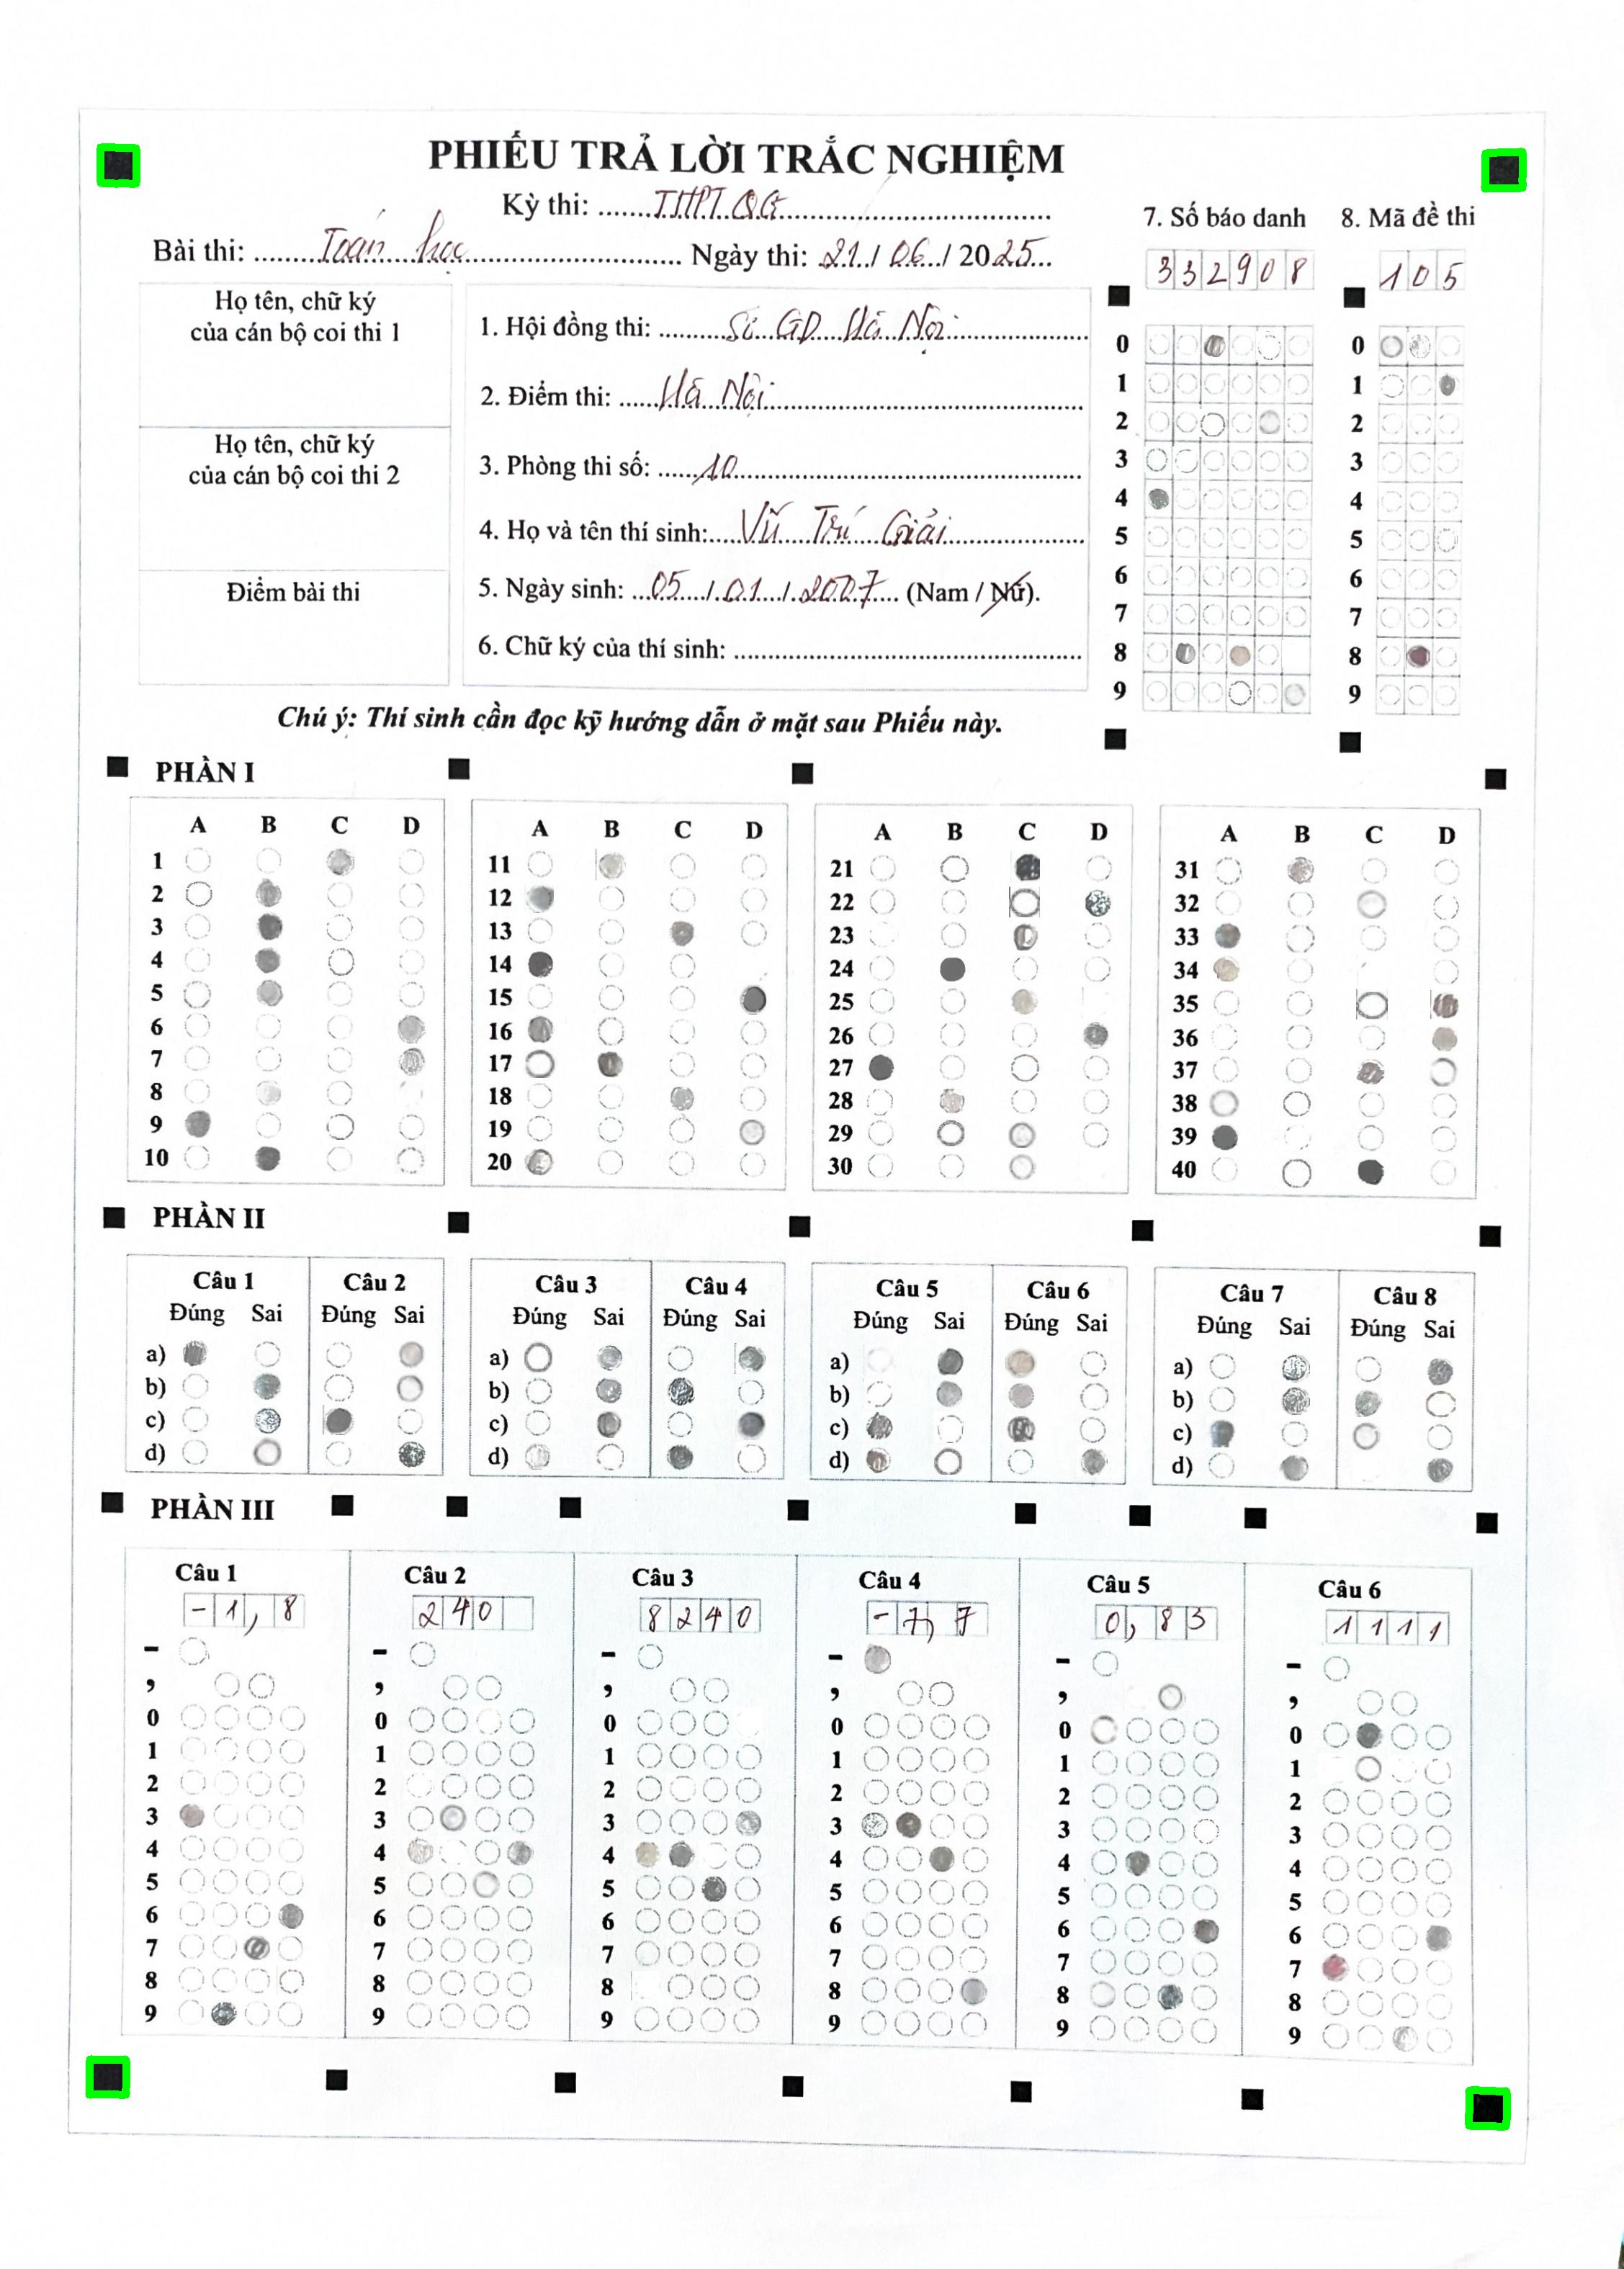 PHIẾU TRẢ LỜI TRẮC NGHIỆM
Kỳ thi: .......THPT QG.......
Bài thi: .......Toán học....... Ngày thi: 21 / 06 / 2025...
7. Số báo danh
332908
8. Mã đề thi
105
Họ tên, chữ ký
của cán bộ coi thi 1
Họ tên, chữ ký
của cán bộ coi thi 2
Điểm bài thi
1. Hội đồng thi: .......Sở GD Hà Nội.......
2. Điểm thi: .......Hà Nội.......
3. Phòng thi số: .......10.......
4. Họ và tên thí sinh:.......Vũ Trí Giải.......
5. Ngày sinh: ...05.../.01.../.2007.... (Nam / Nữ).
6. Chữ ký của thí sinh: .......
0 0
1 1
2 2
3 3
4 4
5 5
6 6
7 7
8 8
9 9
Chú ý: Thí sinh cần đọc kỹ hướng dẫn ở mặt sau Phiếu này.
PHẦN I
A B C D
1
2
3
4
5
6
7
8
9
10
A B C D
11
12
13
14
15
16
17
18
19
20
A B C D
21
22
23
24
25
26
27
28
29
30
A B C D
31
32
33
34
35
36
37
38
39
40
PHẦN II
Câu 1 Câu 2
Đúng Sai Đúng Sai
a)
b)
c)
d)
Câu 3 Câu 4
Đúng Sai Đúng Sai
a)
b)
c)
d)
Câu 5 Câu 6
Đúng Sai Đúng Sai
a)
b)
c)
d)
Câu 7 Câu 8
Đúng Sai Đúng Sai
a)
b)
c)
d)
PHẦN III
Câu 1
-1,8
-
,
0
1
2
3
4
5
6
7
8
9
Câu 2
240
-
,
0
1
2
3
4
5
6
7
8
9
Câu 3
8240
-
,
0
1
2
3
4
5
6
7
8
9
Câu 4
-7,7
-
,
0
1
2
3
4
5
6
7
8
9
Câu 5
0,83
-
,
0
1
2
3
4
5
6
7
8
9
Câu 6
1111
-
,
0
1
2
3
4
5
6
7
8
9